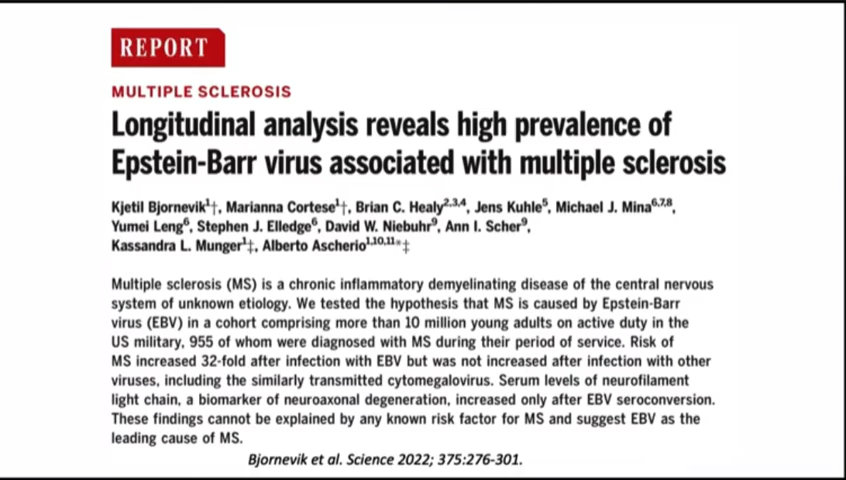 REPORT
MULTIPLE SCLEROSIS
Longitudinal analysis reveals high prevalence of
Epstein-Barr virus associated with multiple sclerosis
Kjetil Bjornevik¹†, Marianna Cortese¹†, Brian C. Healy²,³,⁴, Jens Kuhle⁵, Michael J. Mina⁶,⁷,⁸,
Yumei Leng⁶, Stephen J. Elledge⁶, David W. Niebuhr⁹, Ann I. Scher⁹,
Kassandra L. Munger¹‡, Alberto Ascherio¹,¹⁰,¹¹*‡
Multiple sclerosis (MS) is a chronic inflammatory demyelinating disease of the central nervous
system of unknown etiology. We tested the hypothesis that MS is caused by Epstein-Barr
virus (EBV) in a cohort comprising more than 10 million young adults on active duty in the
US military, 955 of whom were diagnosed with MS during their period of service. Risk of
MS increased 32-fold after infection with EBV but was not increased after infection with other
viruses, including the similarly transmitted cytomegalovirus. Serum levels of neurofilament
light chain, a biomarker of neuroaxonal degeneration, increased only after EBV seroconversion.
These findings cannot be explained by any known risk factor for MS and suggest EBV as the
leading cause of MS.
Bjornevik et al. Science 2022; 375:276-301.